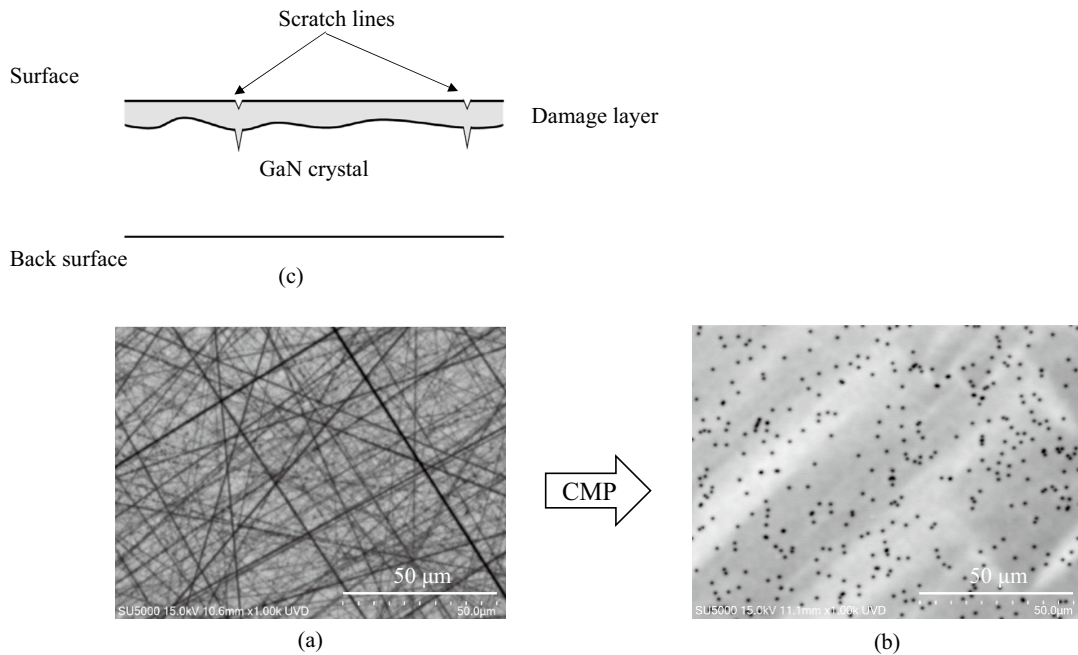 Scratch lines
Surface
Damage layer
GaN crystal
Back surface
(c)
CMP
50 μm
SU5000 15.0kV 10.6mm x1.00k UVD
50.0μm
(a)
50 μm
SU5000 15.0kV 11.1mm x1.00k UVD
50.0μm
(b)